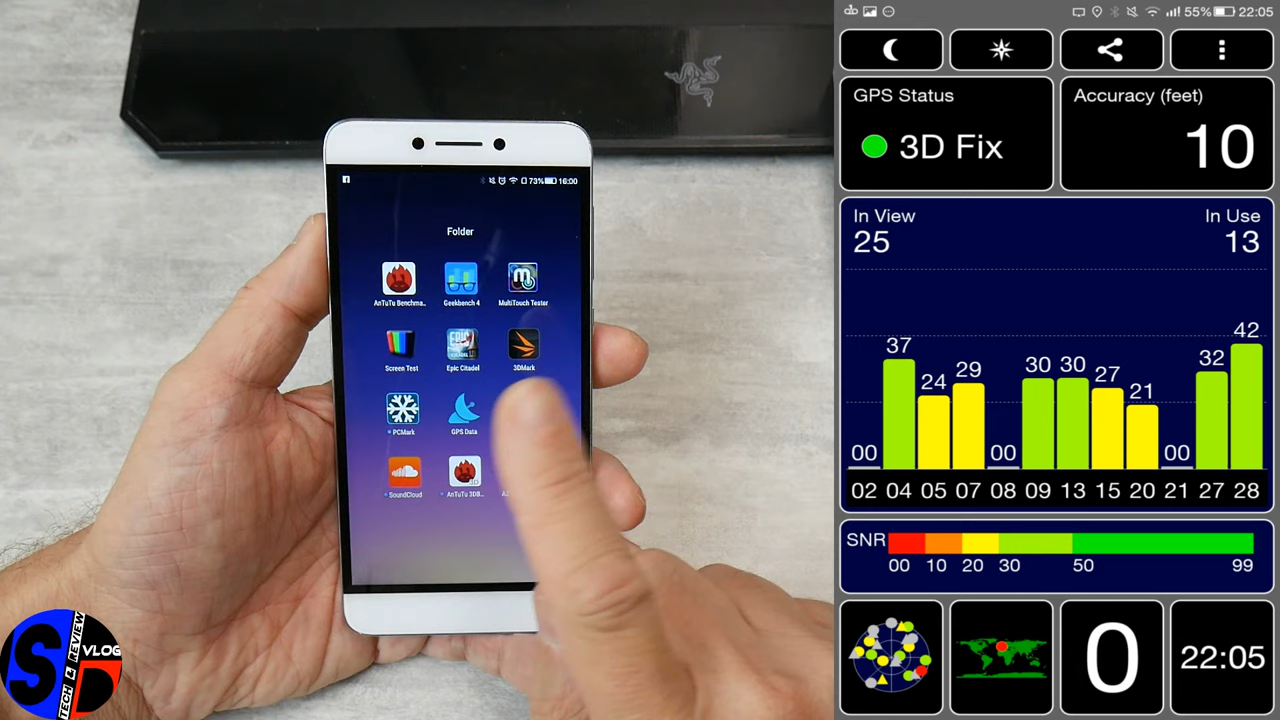 73% 16:00
Folder
AnTuTu Benchma..
Geekbench 4
MultiTouch Tester
Screen Test
Epic Citadel
3DMark
PCMark
GPS Data
SoundCloud
AnTuTu 3DB..
EPIC
CITADEL
3D
55% 22:05
GPS Status
3D Fix
Accuracy (feet)
10
In View
25
In Use
13
00 37 24 29 00 30 30 27 21 00 32 42
02 04 05 07 08 09 13 15 20 21 27 28
SNR
00 10 20 30 50 99
0
22:05
SD
TECH & REVIEW
VLOG